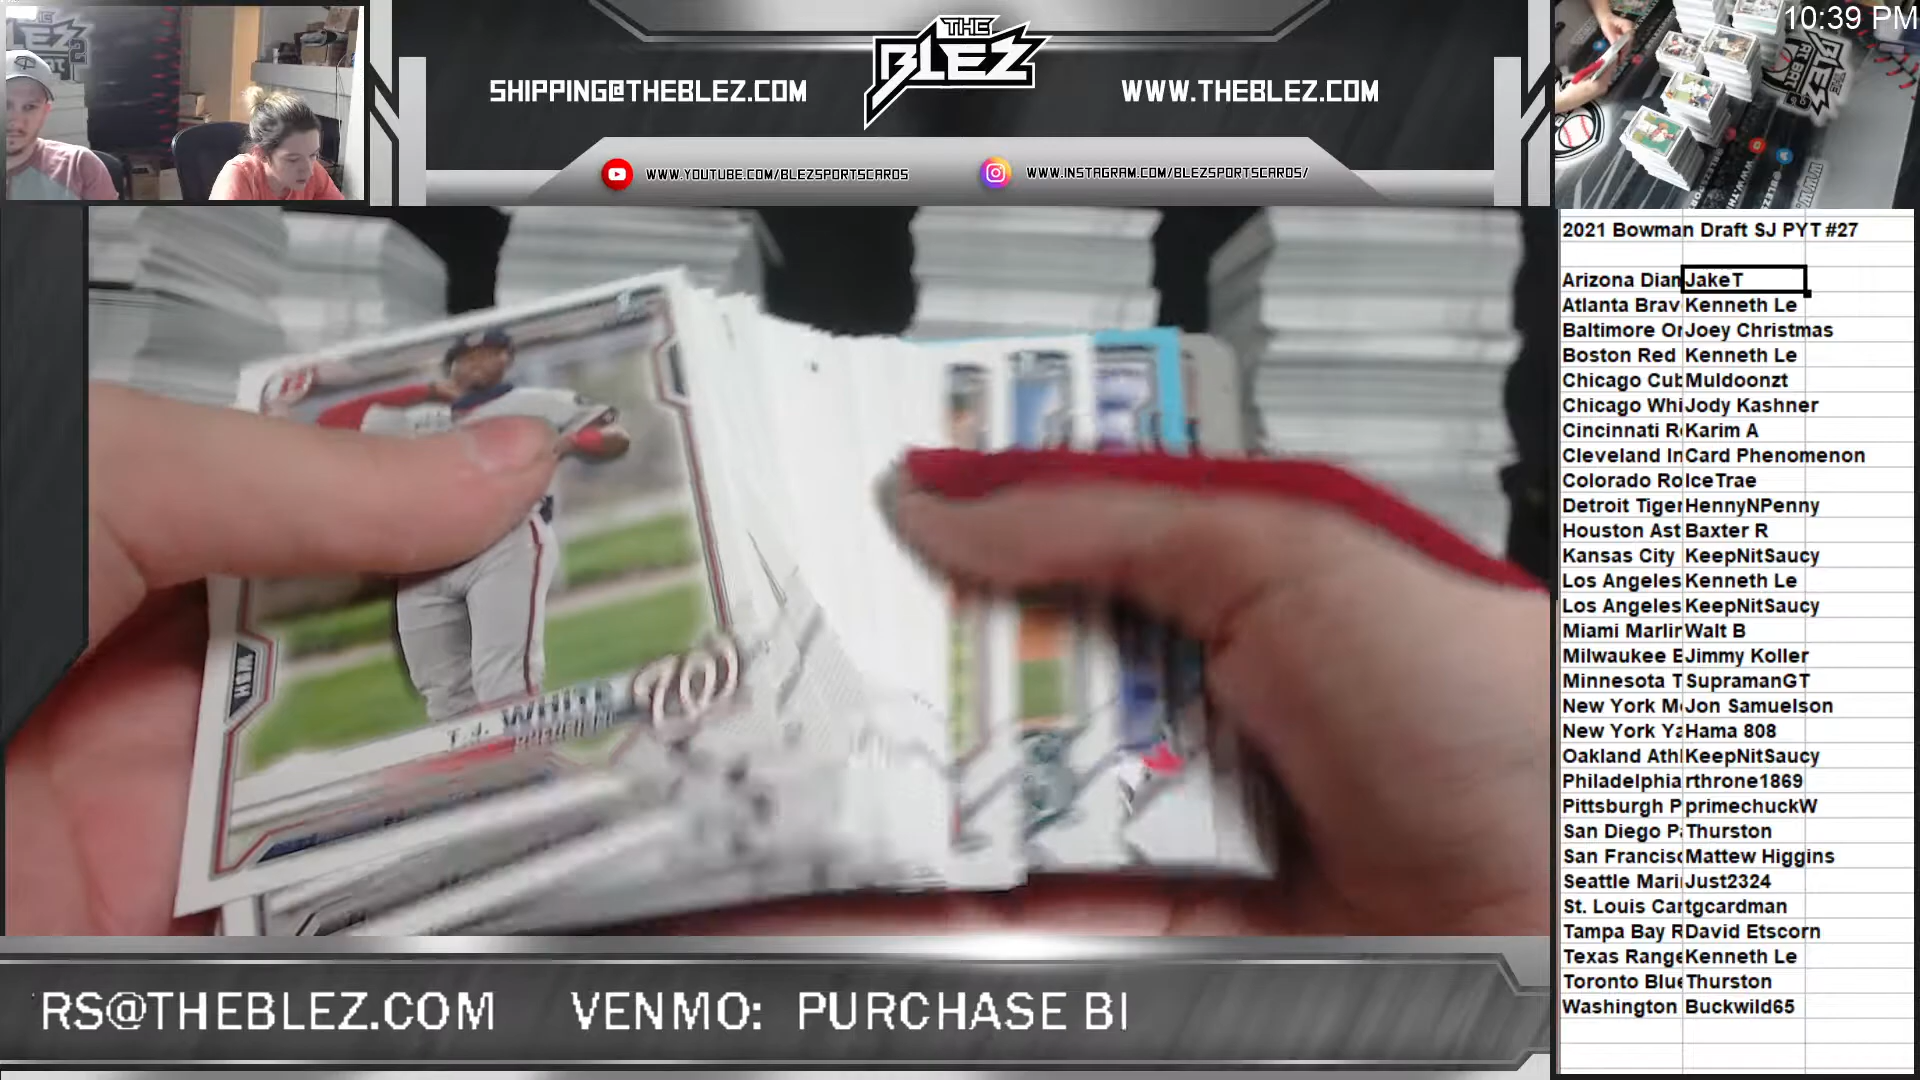 10:39 PM
THE
BLEZ
SHIPPING@THEBLEZ.COM
WWW.THEBLEZ.COM
WWW.YOUTUBE.COM/BLEZSPORTSCARDS
WWW.INSTAGRAM.COM/BLEZSPORTSCARDS/
2021 Bowman Draft SJ PYT #27
Arizona Dian JakeT
Atlanta Brav Kenneth Le
Baltimore Or Joey Christmas
Boston Red Kenneth Le
Chicago Cub Muldoonzt
Chicago Whi Jody Kashner
Cincinnati R Karim A
Cleveland In Card Phenomenon
Colorado Ro IceTrae
Detroit Tiger HennyNPenny
Houston Ast Baxter R
Kansas City KeepNitSaucy
Los Angeles Kenneth Le
Los Angeles KeepNitSaucy
Miami Marlin Walt B
Milwaukee B Jimmy Koller
Minnesota T SupramanGT
New York M Jon Samuelson
New York Ya Hama 808
Oakland Ath KeepNitSaucy
Philadelphia rthrone1869
Pittsburgh P primechuckW
San Diego Pa Thurston
San Francisc Mattew Higgins
Seattle Mari Just2324
St. Louis Car tgcardman
Tampa Bay R David Etscorn
Texas Range Kenneth Le
Toronto Blue Thurston
Washington Buckwild65
WSH
T.J. WHITE
W
RS@THEBLEZ.COM VENMO: PURCHASE BI